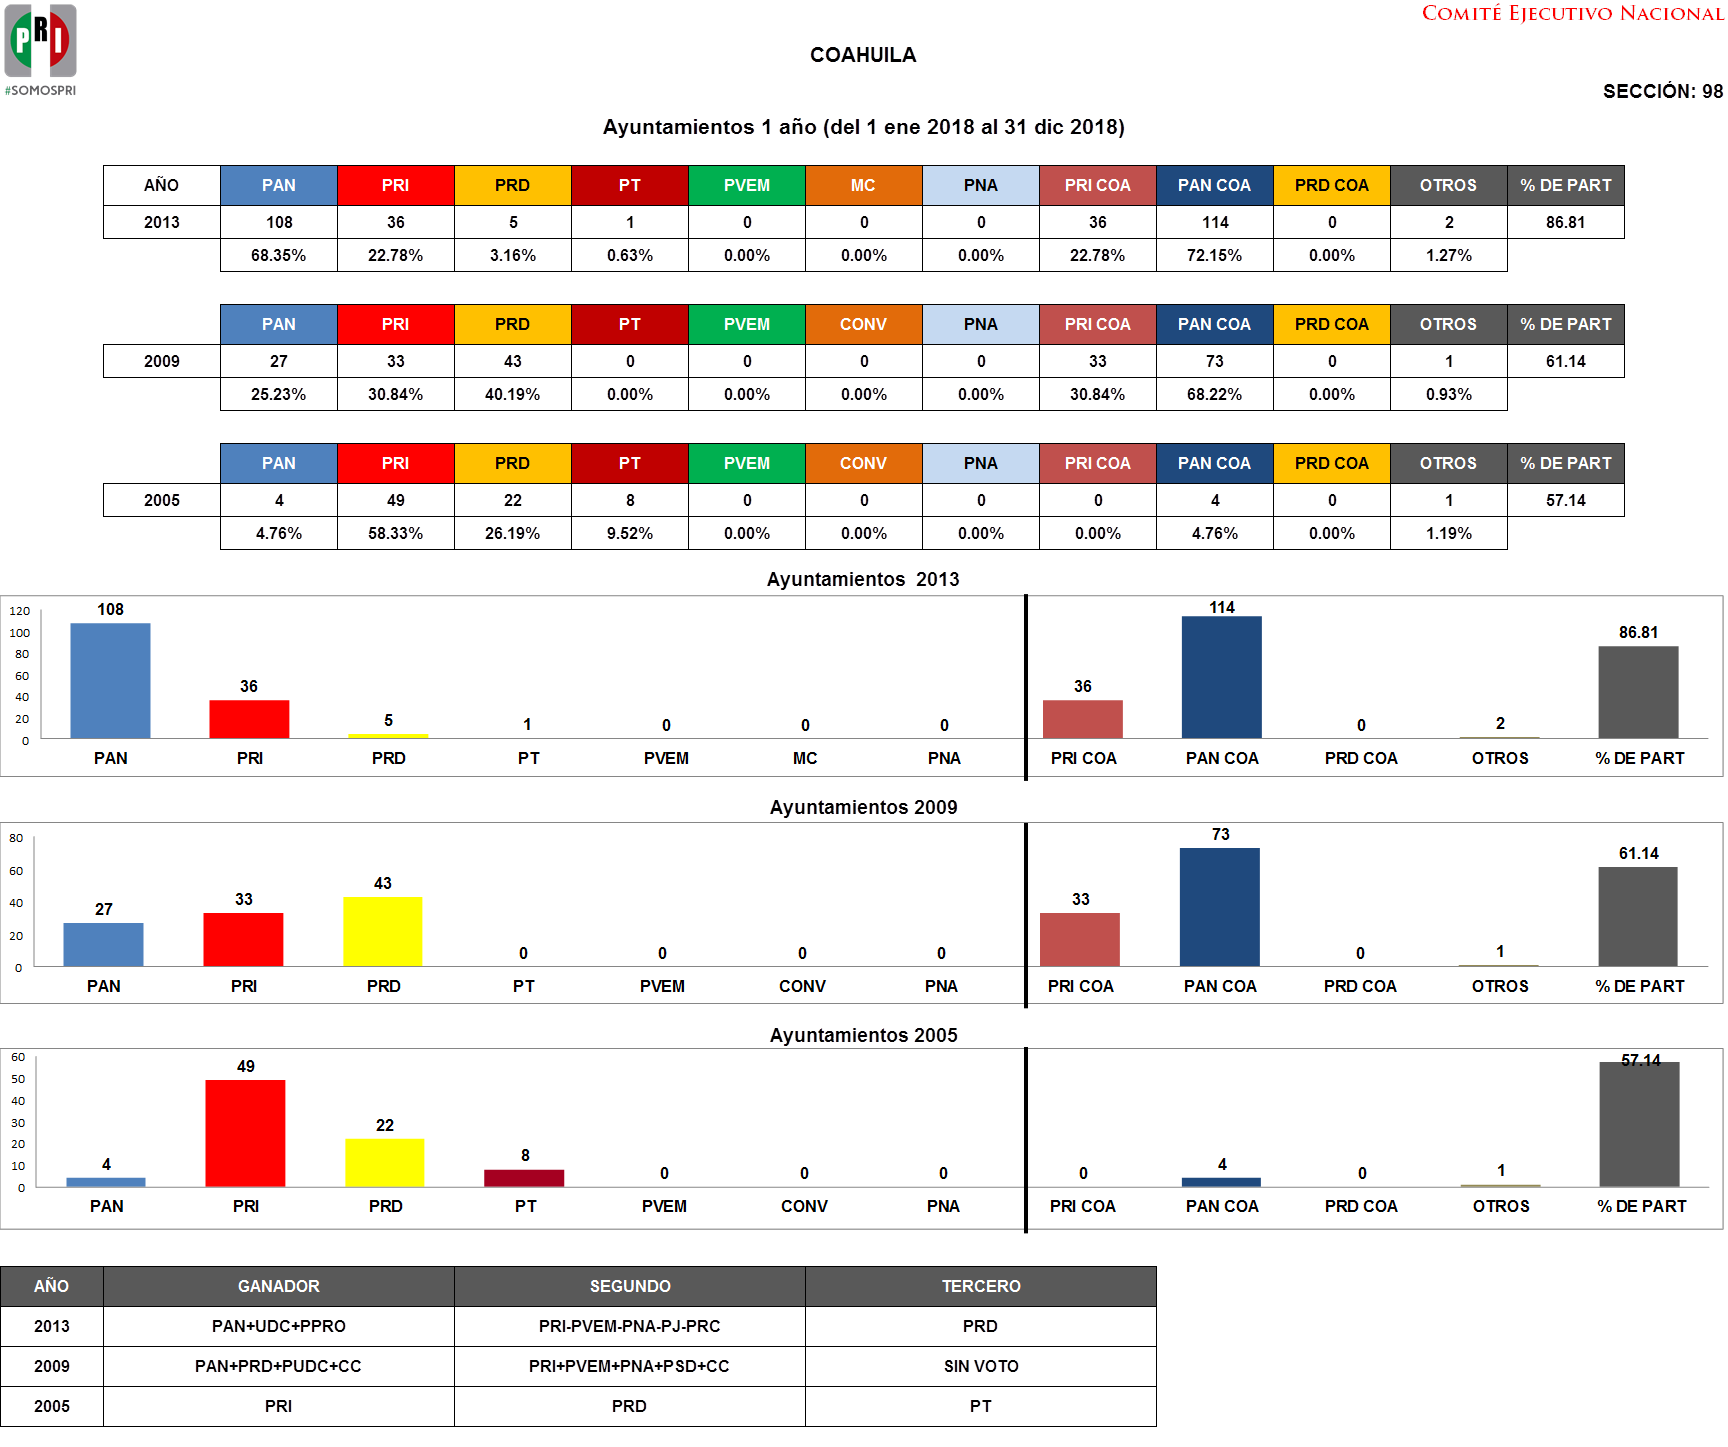 PRI
#SOMOSPRI
COMITÉ EJECUTIVO NACIONAL
COAHUILA
SECCIÓN: 98
Ayuntamientos 1 año (del 1 ene 2018 al 31 dic 2018)
AÑO PAN PRI PRD PT PVEM MC PNA PRI COA PAN COA PRD COA OTROS % DE PART
2013 108 36 5 1 0 0 0 36 114 0 2 86.81
68.35% 22.78% 3.16% 0.63% 0.00% 0.00% 0.00% 22.78% 72.15% 0.00% 1.27%
PAN PRI PRD PT PVEM CONV PNA PRI COA PAN COA PRD COA OTROS % DE PART
2009 27 33 43 0 0 0 0 33 73 0 1 61.14
25.23% 30.84% 40.19% 0.00% 0.00% 0.00% 0.00% 30.84% 68.22% 0.00% 0.93%
PAN PRI PRD PT PVEM CONV PNA PRI COA PAN COA PRD COA OTROS % DE PART
2005 4 49 22 8 0 0 0 0 4 0 1 57.14
4.76% 58.33% 26.19% 9.52% 0.00% 0.00% 0.00% 0.00% 4.76% 0.00% 1.19%
Ayuntamientos 2013
120
100
80
60
40
20
0
108 36 5 1 0 0 0 36 114 0 2 86.81
PAN PRI PRD PT PVEM MC PNA PRI COA PAN COA PRD COA OTROS % DE PART
Ayuntamientos 2009
80
60
40
20
0
27 33 43 0 0 0 0 33 73 0 1 61.14
PAN PRI PRD PT PVEM CONV PNA PRI COA PAN COA PRD COA OTROS % DE PART
Ayuntamientos 2005
60
50
40
30
20
10
0
4 49 22 8 0 0 0 0 4 0 1 57.14
PAN PRI PRD PT PVEM CONV PNA PRI COA PAN COA PRD COA OTROS % DE PART
AÑO GANADOR SEGUNDO TERCERO
2013 PAN+UDC+PPRO PRI-PVEM-PNA-PJ-PRC PRD
2009 PAN+PRD+PUDC+CC PRI+PVEM+PNA+PSD+CC SIN VOTO
2005 PRI PRD PT